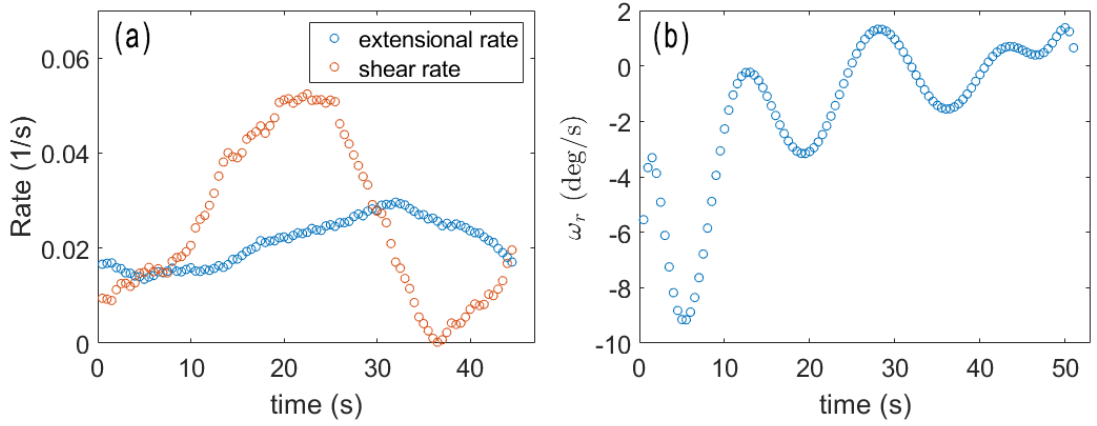 (a)
extensional rate
shear rate
0.06
0.04
0.02
0
Rate (1/s)
0 10 20 30 40
time (s)
(b)
2
0
-2
-4
-6
-8
-10
ω_r (deg/s)
0 10 20 30 40 50
time (s)